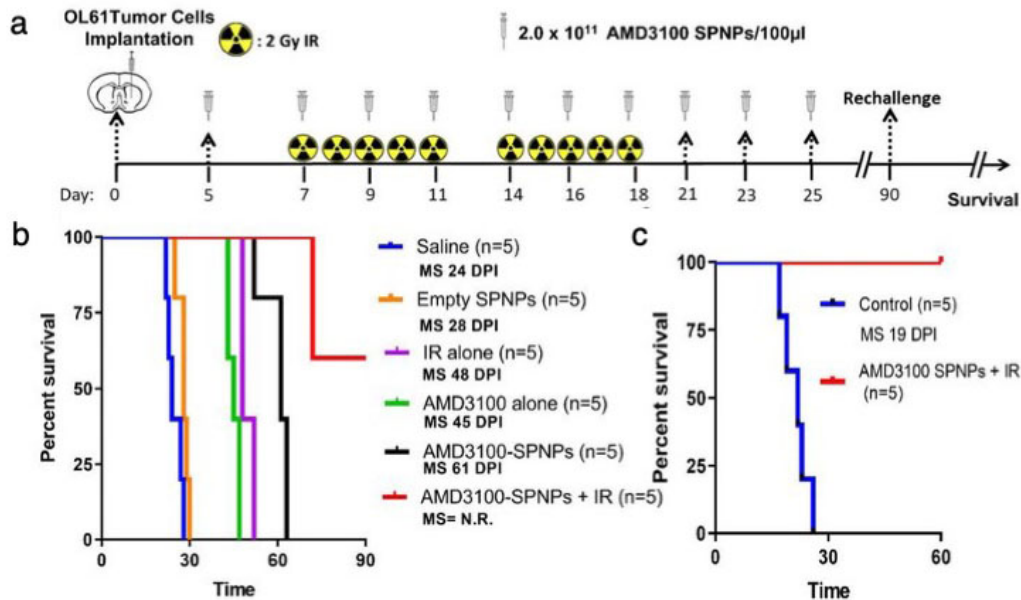 a
OL61Tumor Cells
Implantation
: 2 Gy IR
2.0 x 10¹¹ AMD3100 SPNPs/100µl
Rechallenge
Day: 0 5 7 9 11 14 16 18 21 23 25 90 Survival
b
Percent survival
100
75
50
25
0
0 30 60 90
Time
Saline (n=5)
MS 24 DPI
Empty SPNPs (n=5)
MS 28 DPI
IR alone (n=5)
MS 48 DPI
AMD3100 alone (n=5)
MS 45 DPI
AMD3100-SPNPs (n=5)
MS 61 DPI
AMD3100-SPNPs + IR (n=5)
MS= N.R.
c
Percent survival
100
75
50
25
0
0 30 60
Time
Control (n=5)
MS 19 DPI
AMD3100 SPNPs + IR
(n=5)